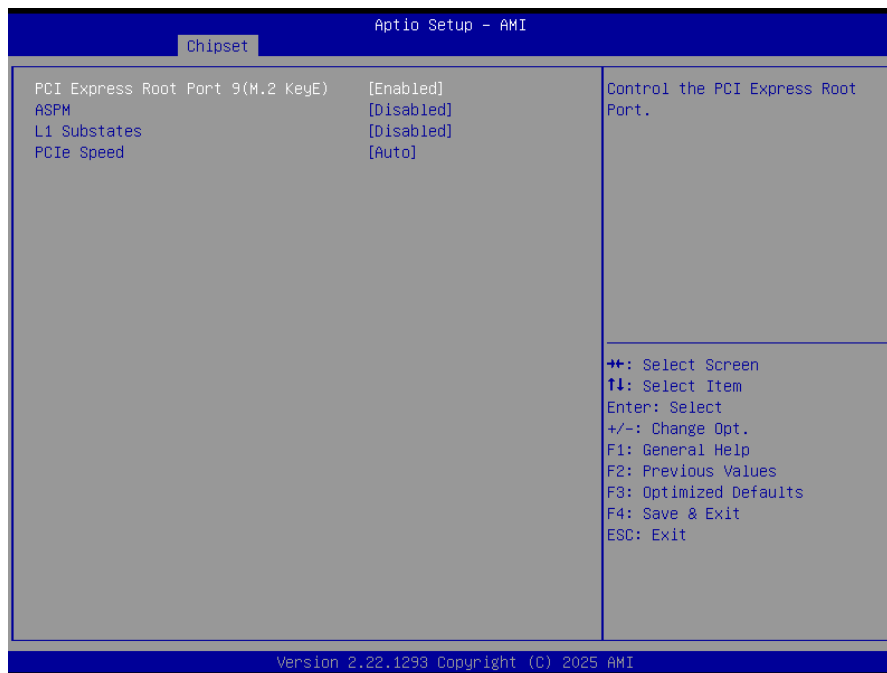 Aptio Setup – AMI
Chipset
PCI Express Root Port 9(M.2 KeyE) [Enabled]
ASPM [Disabled]
L1 Substates [Disabled]
PCIe Speed [Auto]
Control the PCI Express Root
Port.
→←: Select Screen
↑↓: Select Item
Enter: Select
+/-: Change Opt.
F1: General Help
F2: Previous Values
F3: Optimized Defaults
F4: Save & Exit
ESC: Exit
Version 2.22.1293 Copyright (C) 2025 AMI